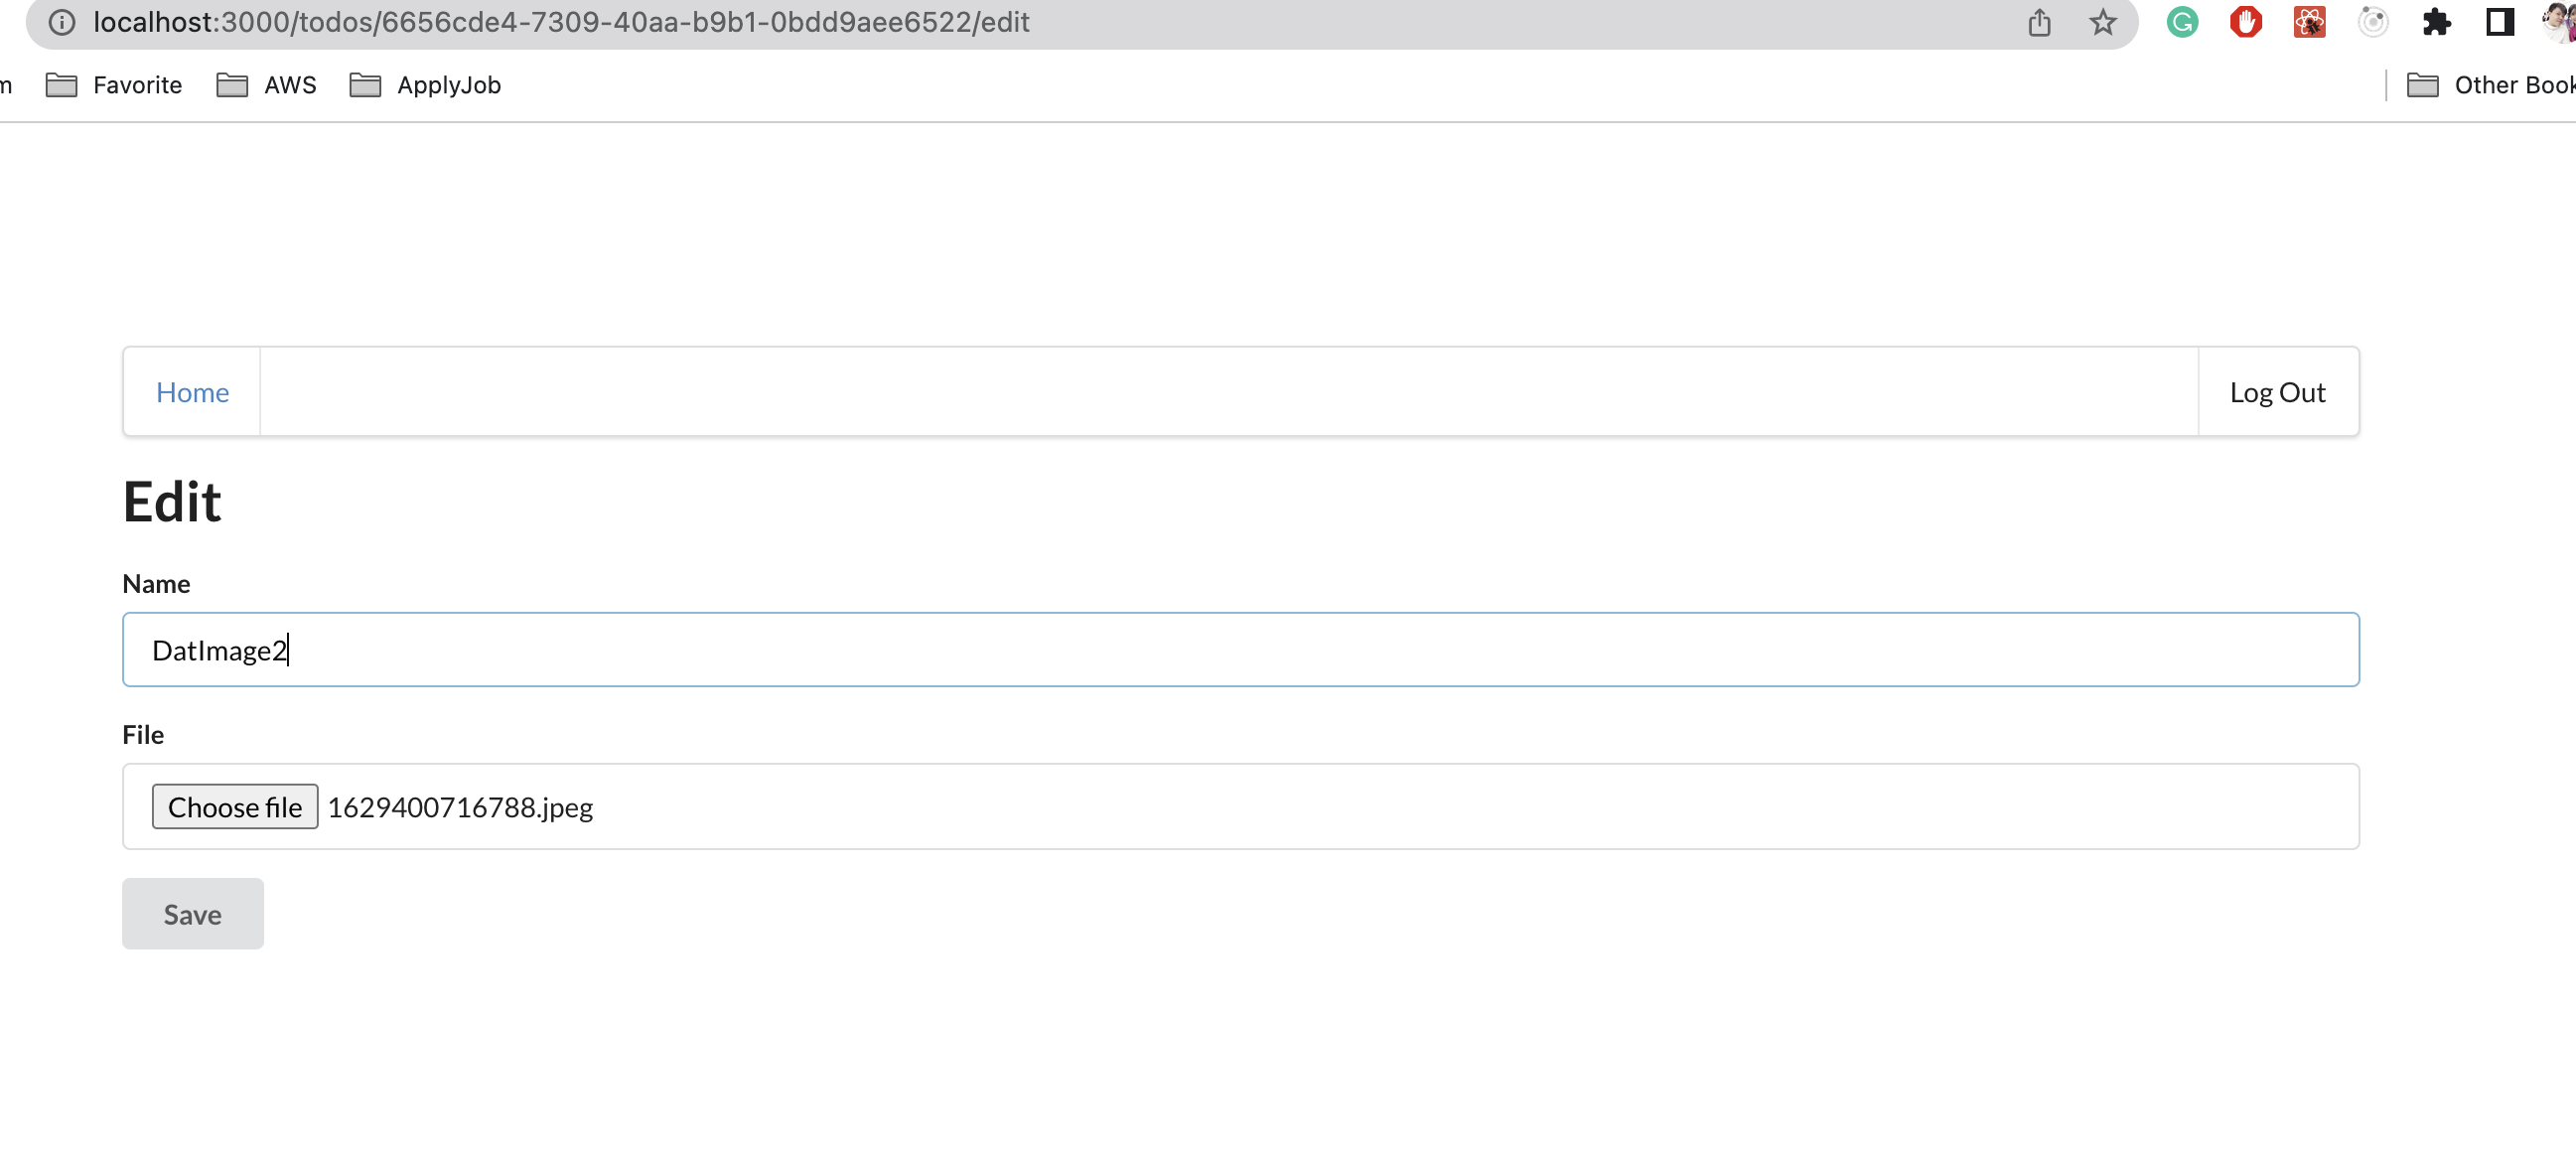 localhost:3000/todos/6656cde4-7309-40aa-b9b1-0bdd9aee6522/edit
Favorite AWS ApplyJob Other Book
Home Log Out
Edit
Name
DatImage2
File
Choose file 1629400716788.jpeg
Save